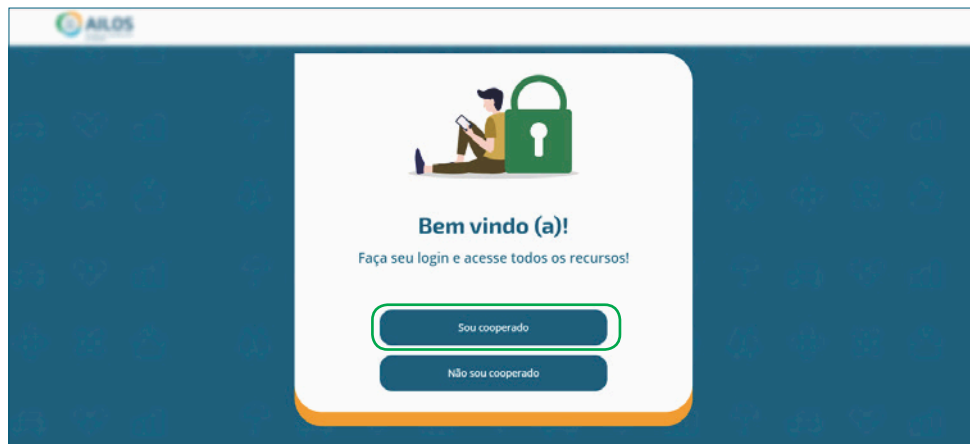 AILOS
Bem vindo (a)!
Faça seu login e acesse todos os recursos!
Sou cooperado
Não sou cooperado